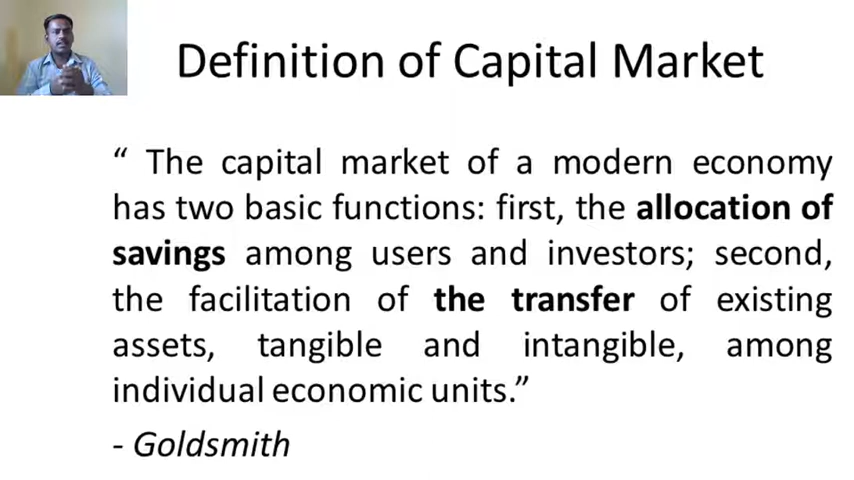 Definition of Capital Market
“ The capital market of a modern economy
has two basic functions: first, the allocation of
savings among users and investors; second,
the facilitation of the transfer of existing
assets, tangible and intangible, among
individual economic units.”
- Goldsmith